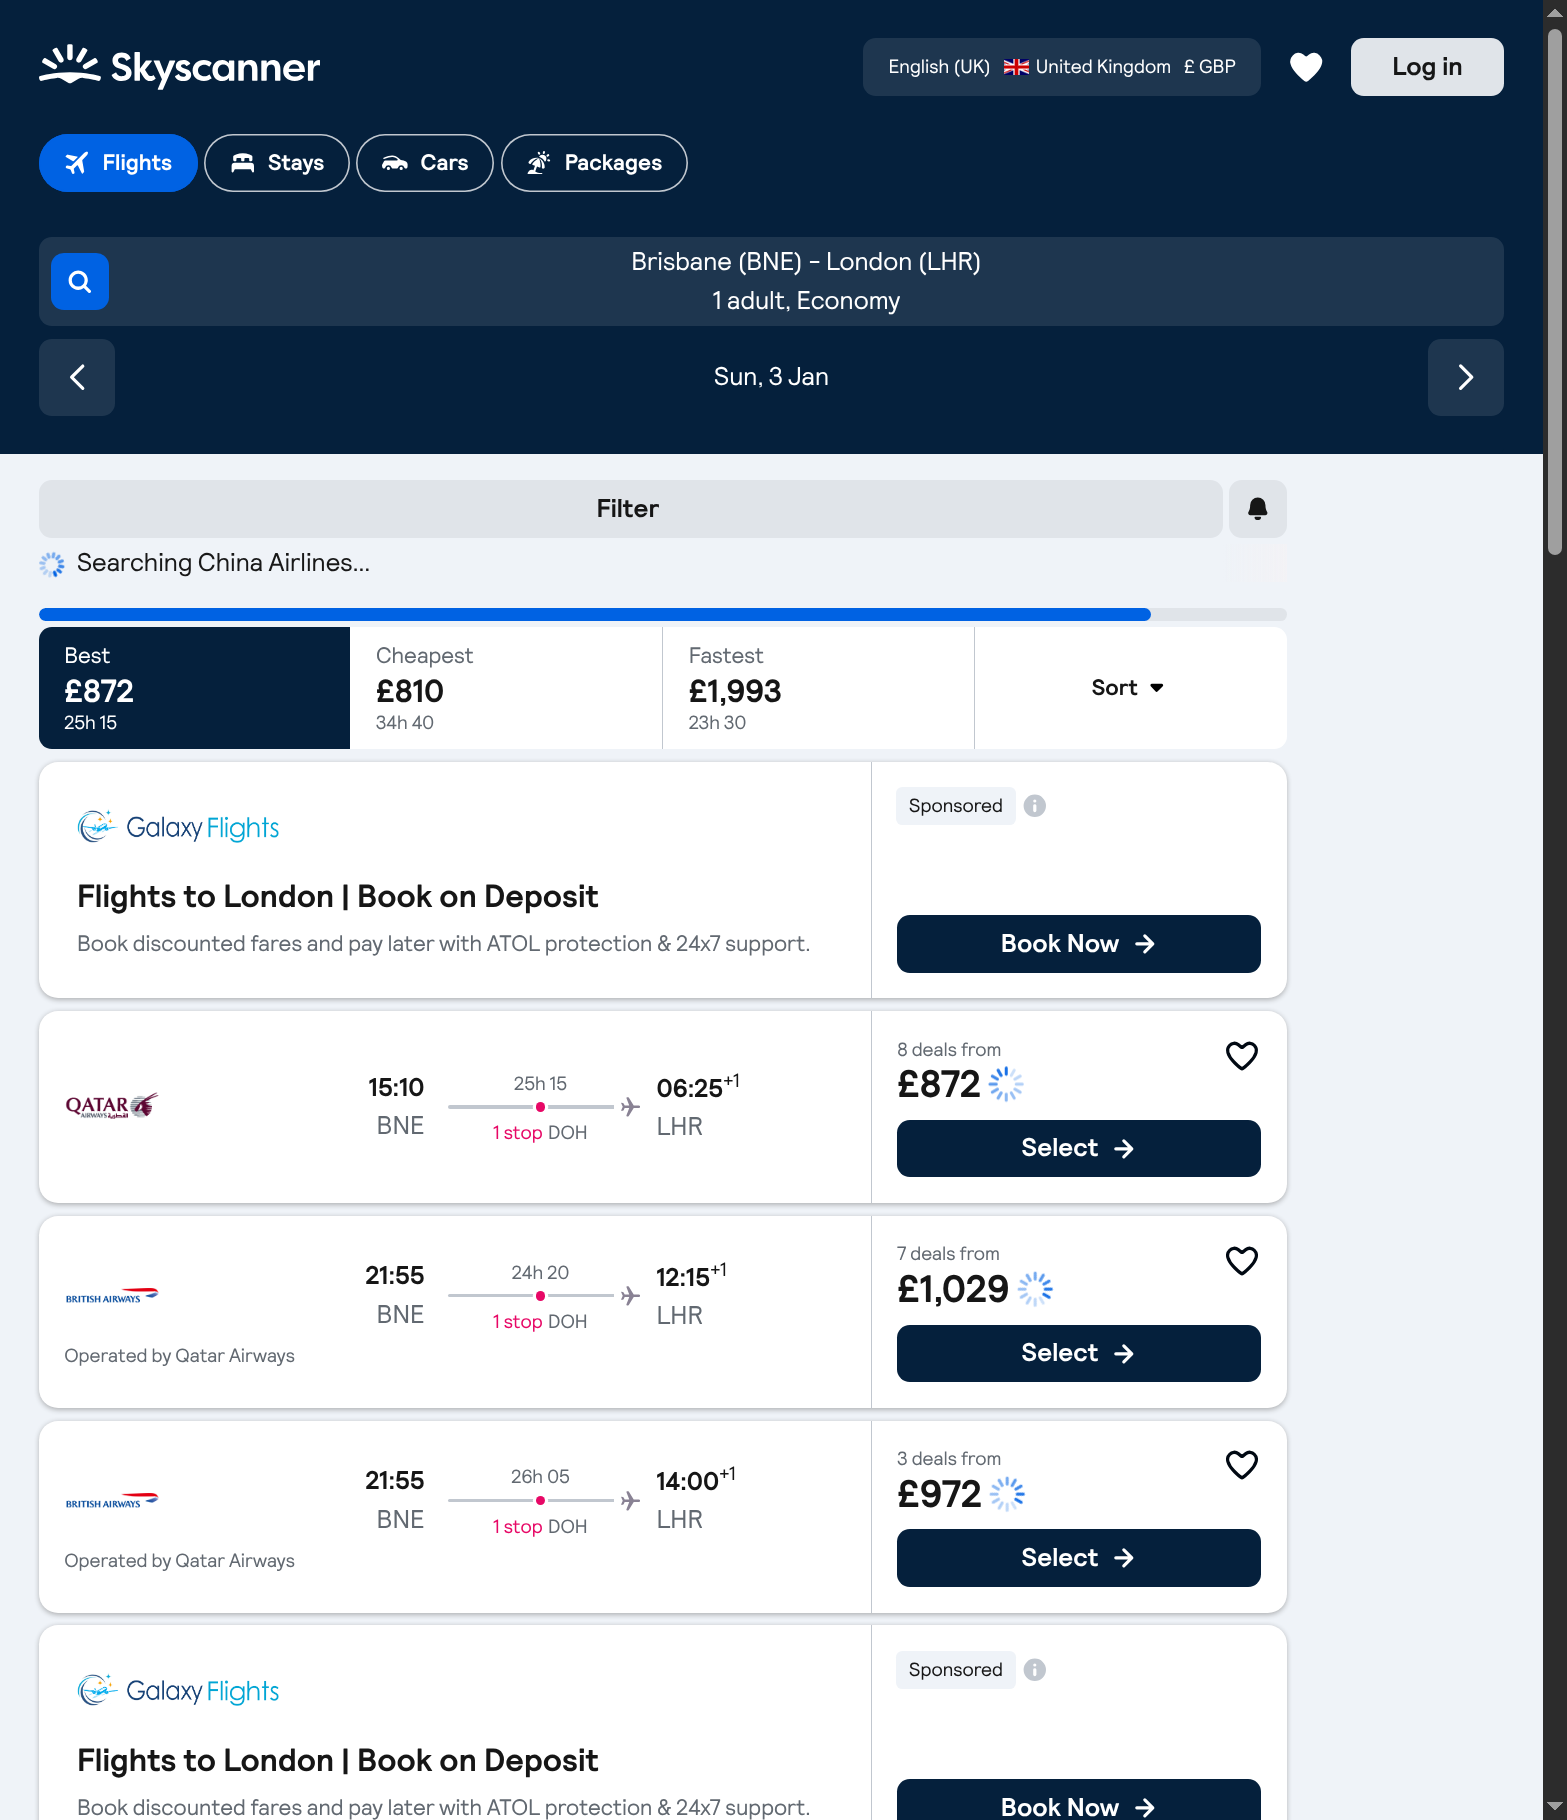 Skyscanner
English (UK) United Kingdom £ GBP
Log in
Flights
Stays
Cars
Packages
Brisbane (BNE) – London (LHR)
1 adult, Economy
Sun, 3 Jan
Filter
Searching China Airlines...
Best
£872
25h 15
Cheapest
£810
34h 40
Fastest
£1,993
23h 30
Sort
Galaxy Flights
Flights to London | Book on Deposit
Book discounted fares and pay later with ATOL protection & 24x7 support.
Sponsored
Book Now
QATAR
AIRWAYS القطرية
15:10
BNE
25h 15
1 stop DOH
06:25+1
LHR
8 deals from
£872
Select
BRITISH AIRWAYS
Operated by Qatar Airways
21:55
BNE
24h 20
1 stop DOH
12:15+1
LHR
7 deals from
£1,029
Select
BRITISH AIRWAYS
Operated by Qatar Airways
21:55
BNE
26h 05
1 stop DOH
14:00+1
LHR
3 deals from
£972
Select
Galaxy Flights
Flights to London | Book on Deposit
Book discounted fares and pay later with ATOL protection & 24x7 support.
Sponsored
Book Now